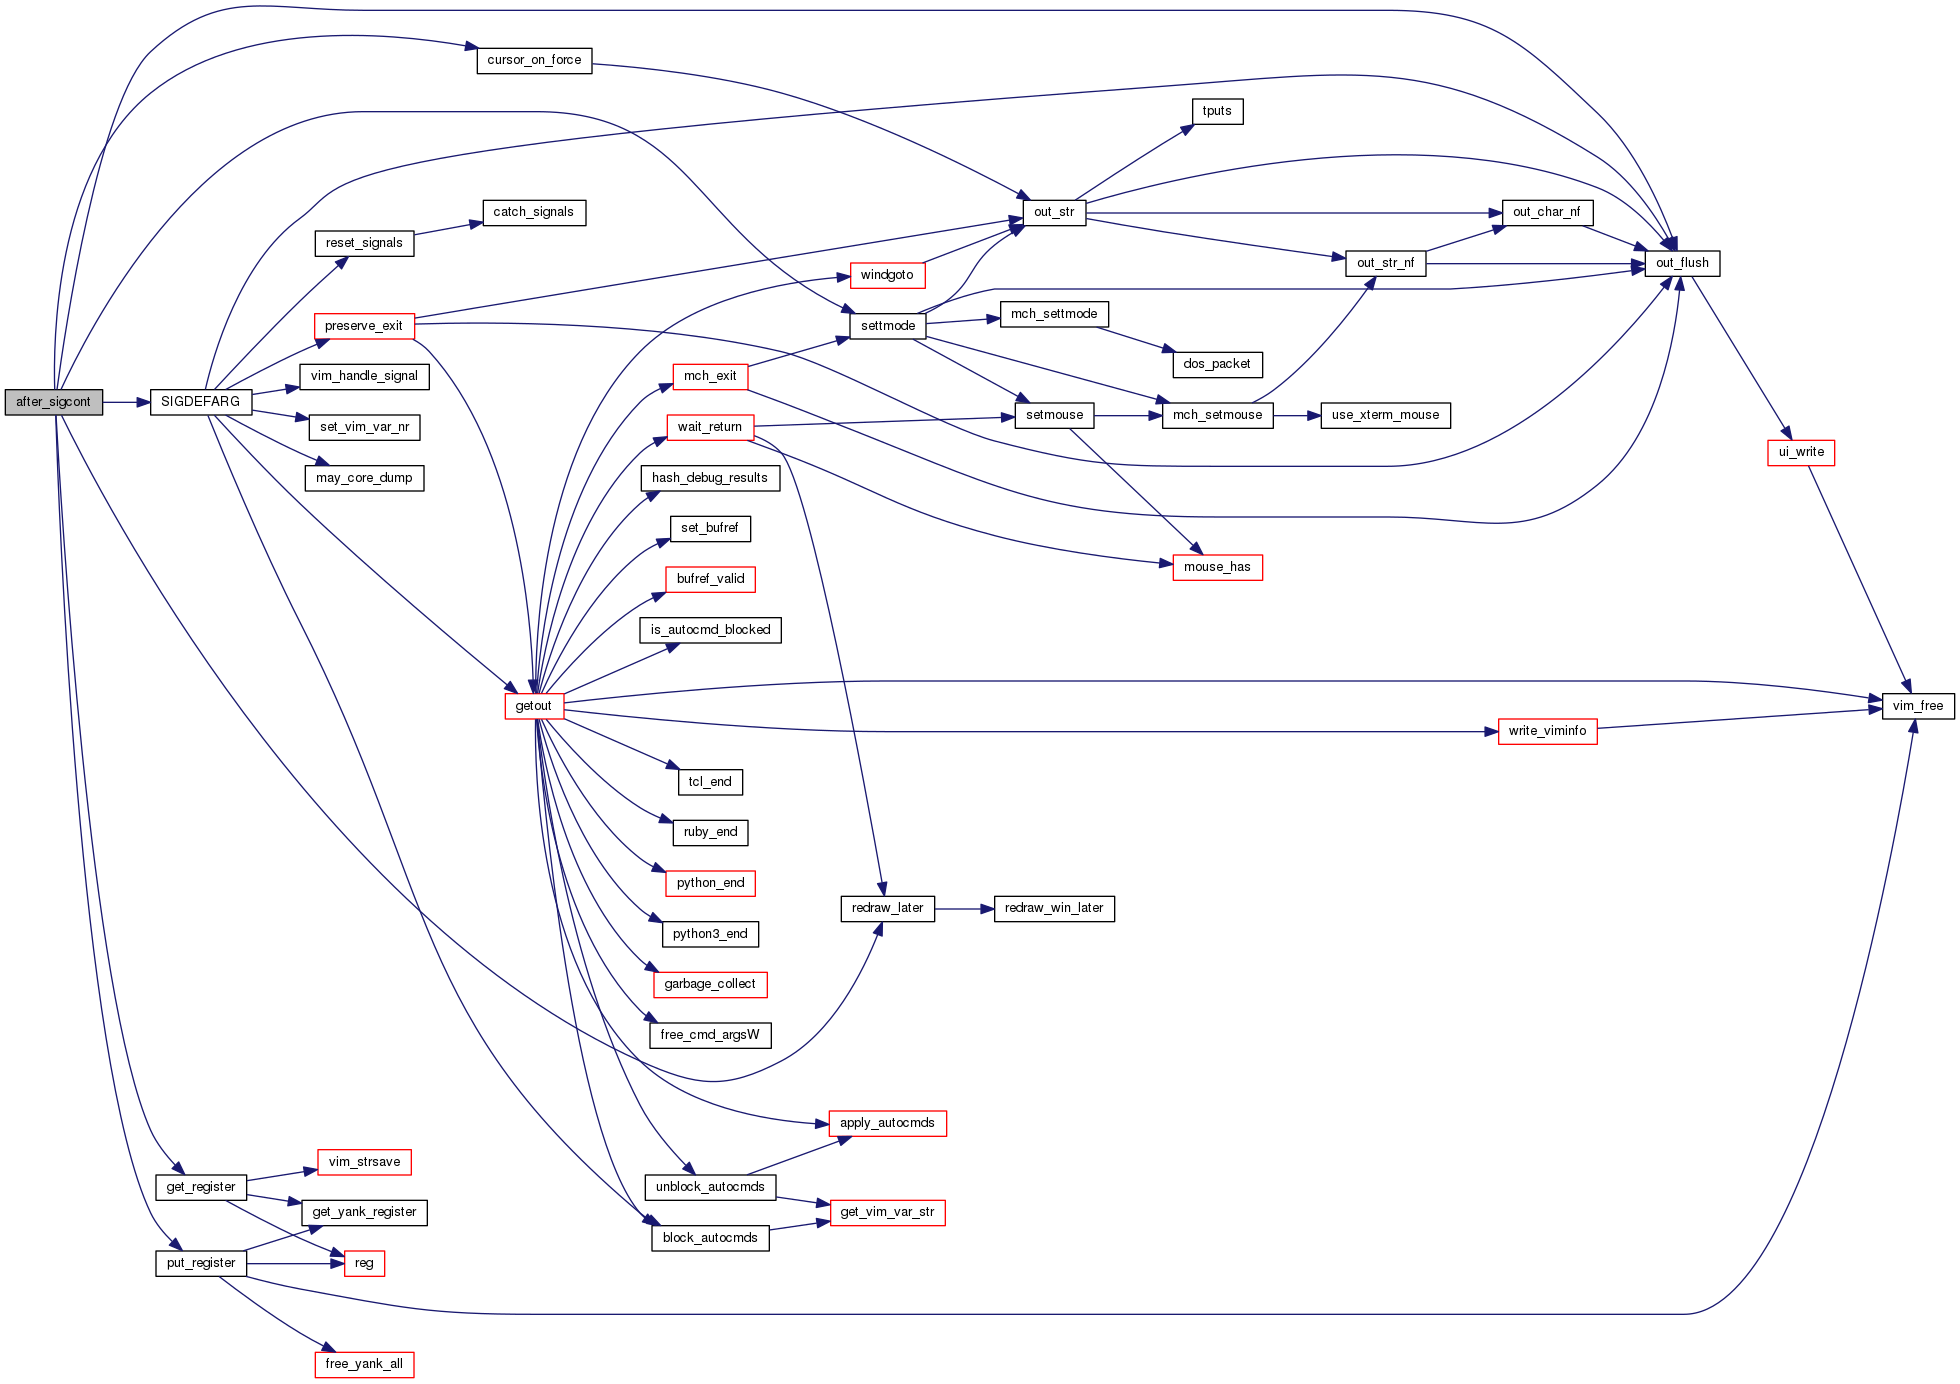 cursor_on_force
tputs
catch_signals
out_str
out_char_nf
reset_signals
out_str_nf
out_flush
windgoto
mch_settmode
preserve_exit
settmode
dos_packet
mch_exit
vim_handle_signal
after_sigcont
SIGDEFARG
setmouse
mch_setmouse
use_xterm_mouse
set_vim_var_nr
wait_return
ui_write
may_core_dump
hash_debug_results
set_bufref
mouse_has
bufref_valid
is_autocmd_blocked
getout
vim_free
write_viminfo
tcl_end
ruby_end
python_end
redraw_later
redraw_win_later
python3_end
garbage_collect
free_cmd_argsW
apply_autocmds
vim_strsave
get_register
unblock_autocmds
get_yank_register
get_vim_var_str
block_autocmds
put_register
reg
free_yank_all